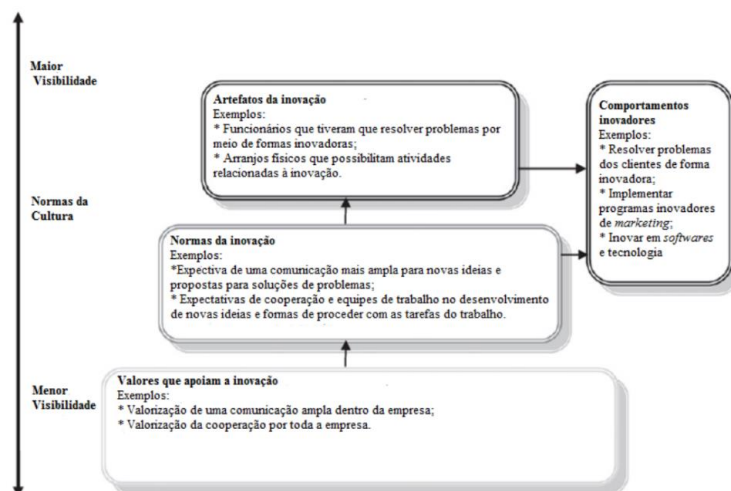 Maior
Visibilidade
Artefatos da inovação
Exemplos:
* Funcionários que tiveram que resolver problemas por
meio de formas inovadoras;
* Arranjos físicos que possibilitam atividades
relacionadas à inovação.
Comportamentos
inovadores
Exemplos:
* Resolver problemas
dos clientes de forma
inovadora;
* Implementar
programas inovadores
de marketing;
* Inovar em softwares
e tecnologia
Normas da
Cultura
Normas da inovação
Exemplos:
*Expectiva de uma comunicação mais ampla para novas ideias e
propostas para soluções de problemas;
* Expectativas de cooperação e equipes de trabalho no desenvolvimento
de novas ideias e formas de proceder com as tarefas do trabalho.
Menor
Visibilidade
Valores que apoiam a inovação
Exemplos:
* Valorização de uma comunicação ampla dentro da empresa;
* Valorização da cooperação por toda a empresa.